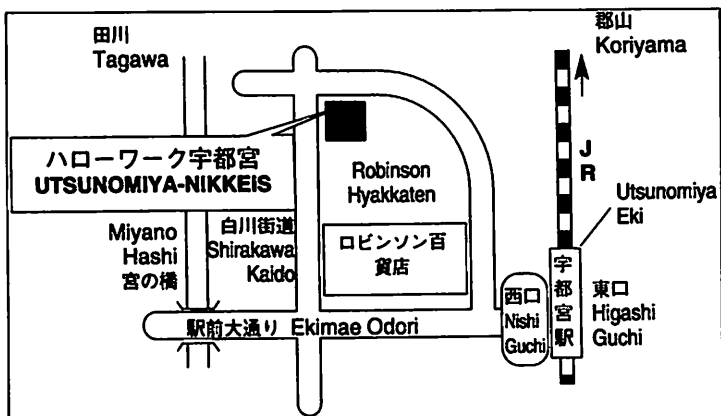 田川
Tagawa
郡山
Koriyama
ハローワーク宇都宮
UTSUNOMIYA-NIKKEIS
J
R
Robinson
Hyakkaten
Utsunomiya
Eki
Miyano
Hashi
宮の橋
白川街道
Shirakawa
Kaido
ロビンソン百
貨店
西口
Nishi
Guchi
宇都宮駅
東口
Higashi
Guchi
駅前大通り Ekimae Odori